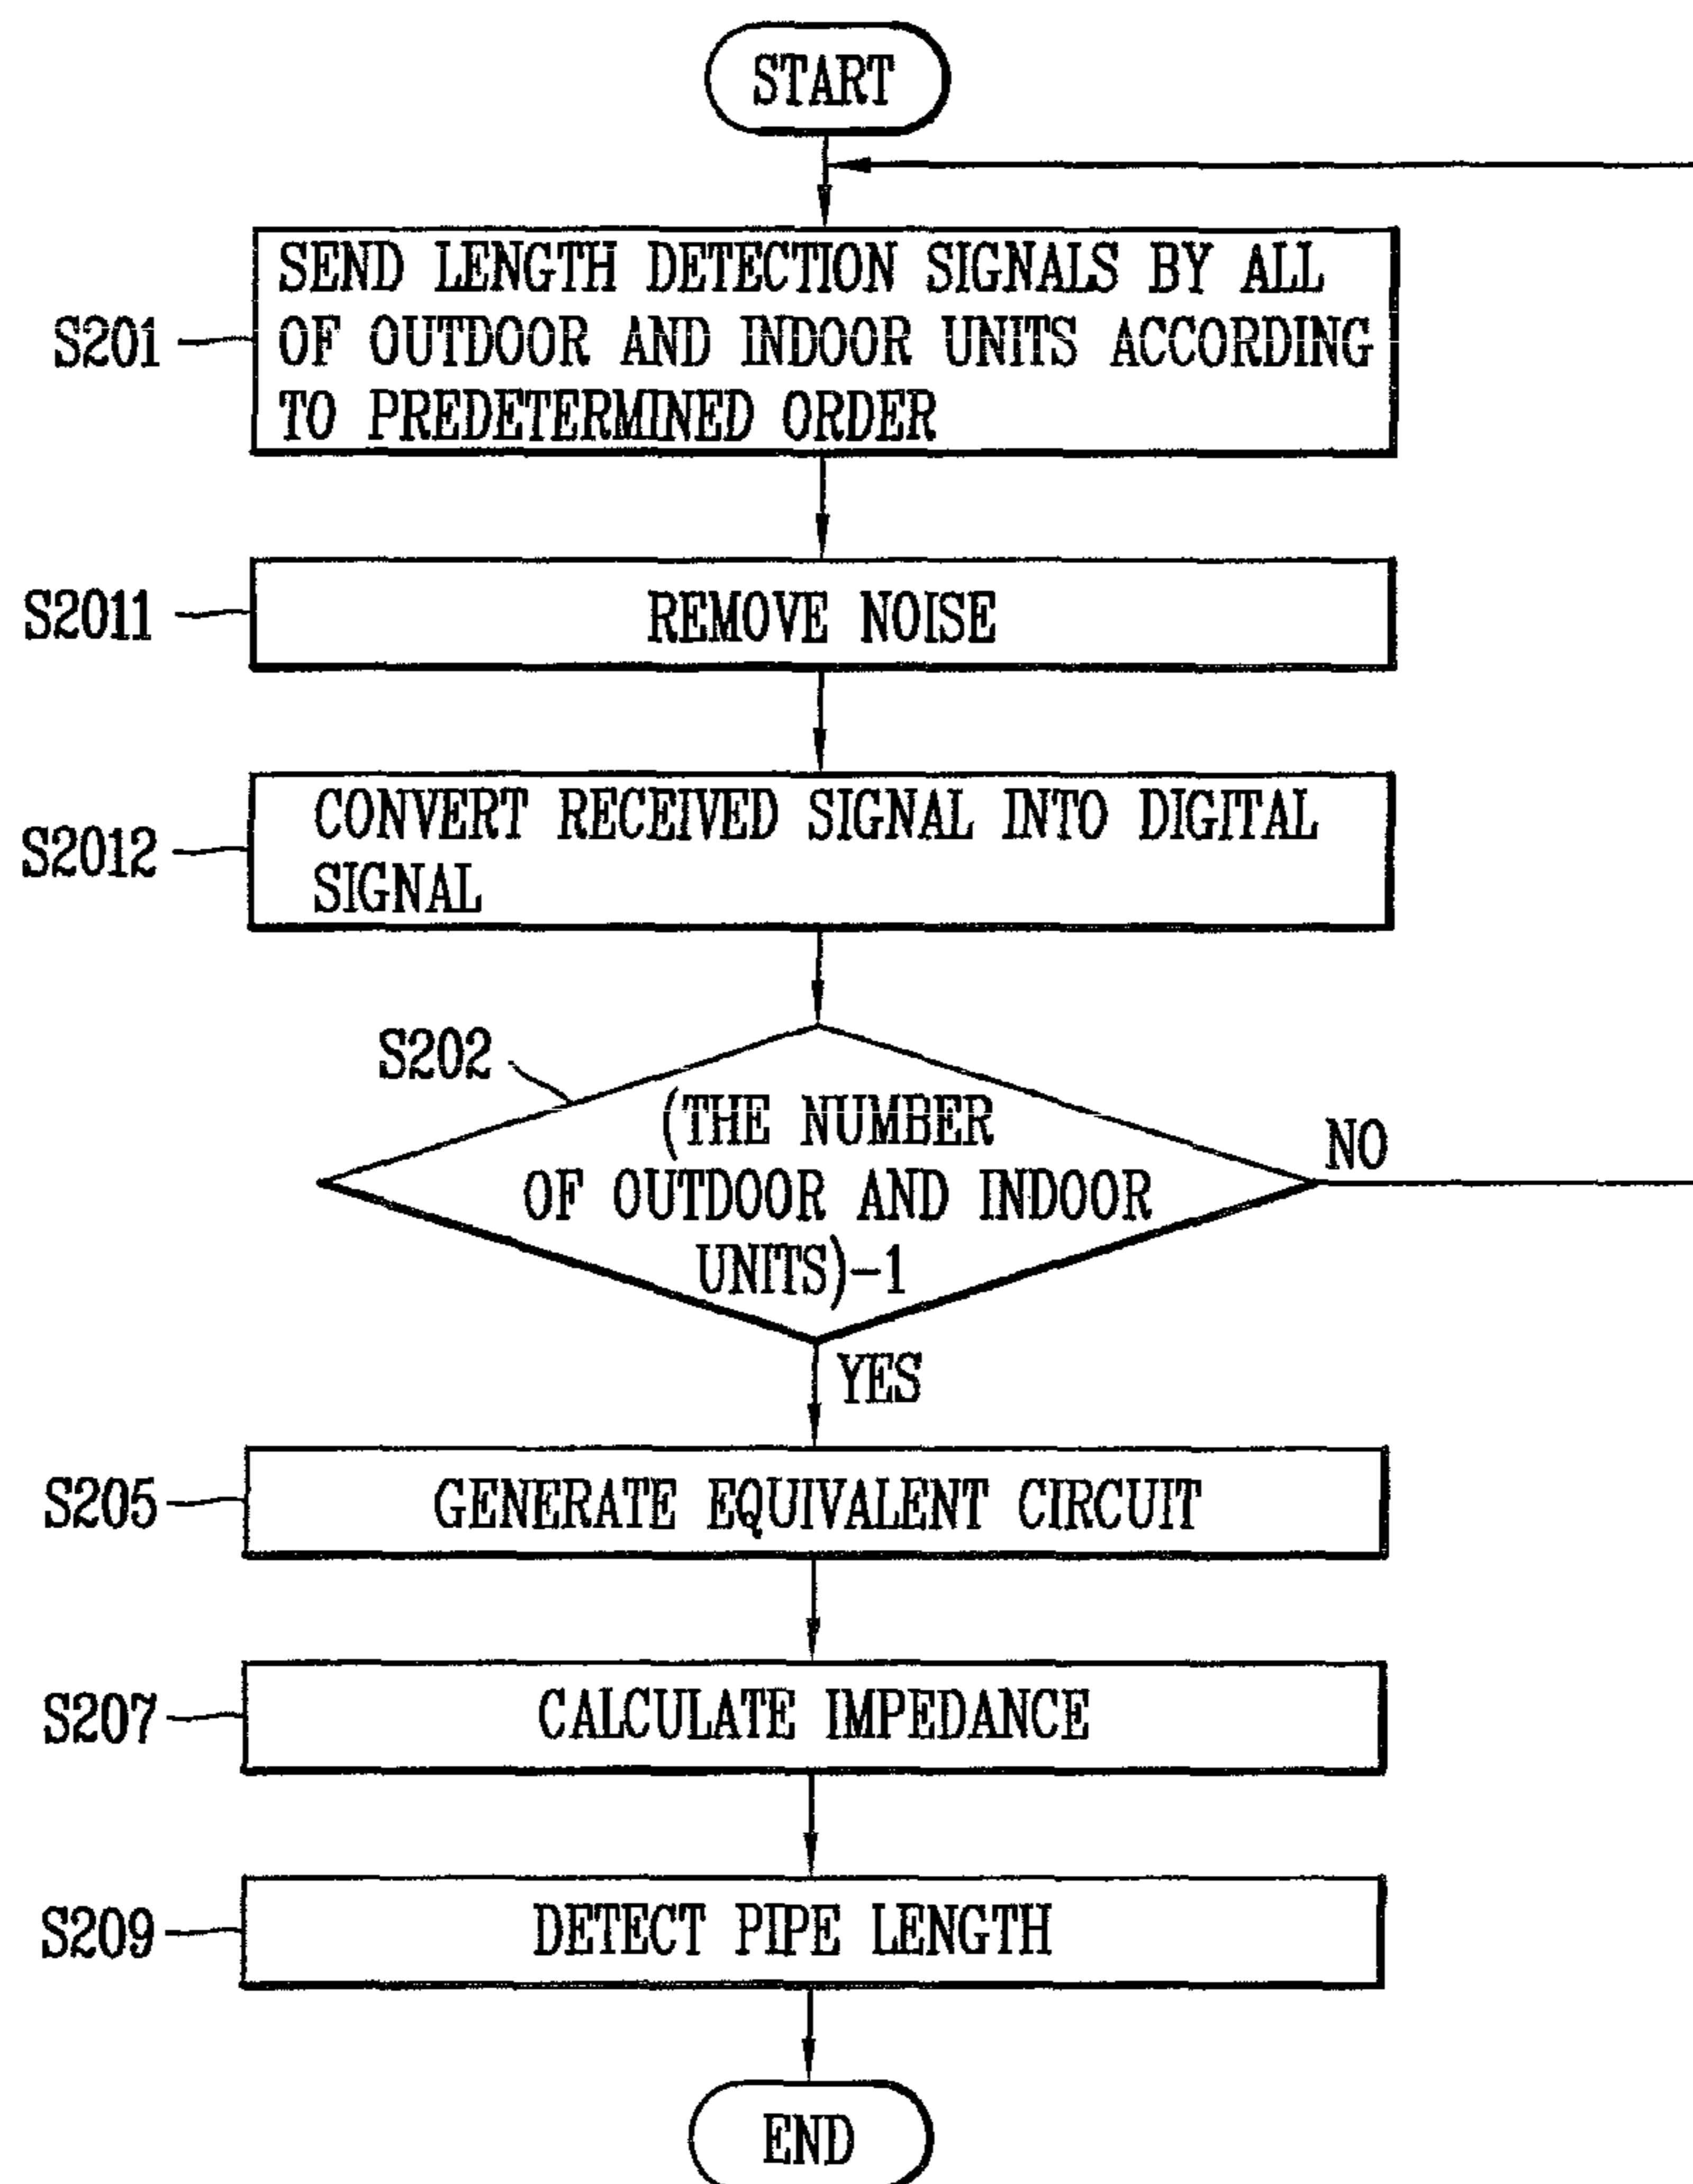 START
SEND LENGTH DETECTION SIGNALS BY ALL
S201
OF OUTDOOR AND INDOOR UNITS ACCORDING
TO PREDETERMINED ORDER
S2011
REMOVE NOISE
S2012
CONVERT RECEIVED SIGNAL INTO DIGITAL
SIGNAL
S202
(THE NUMBER
OF OUTDOOR AND INDOOR
UNITS)-1
NO
YES
S205
GENERATE EQUIVALENT CIRCUIT
S207
CALCULATE IMPEDANCE
S209
DETECT PIPE LENGTH
END